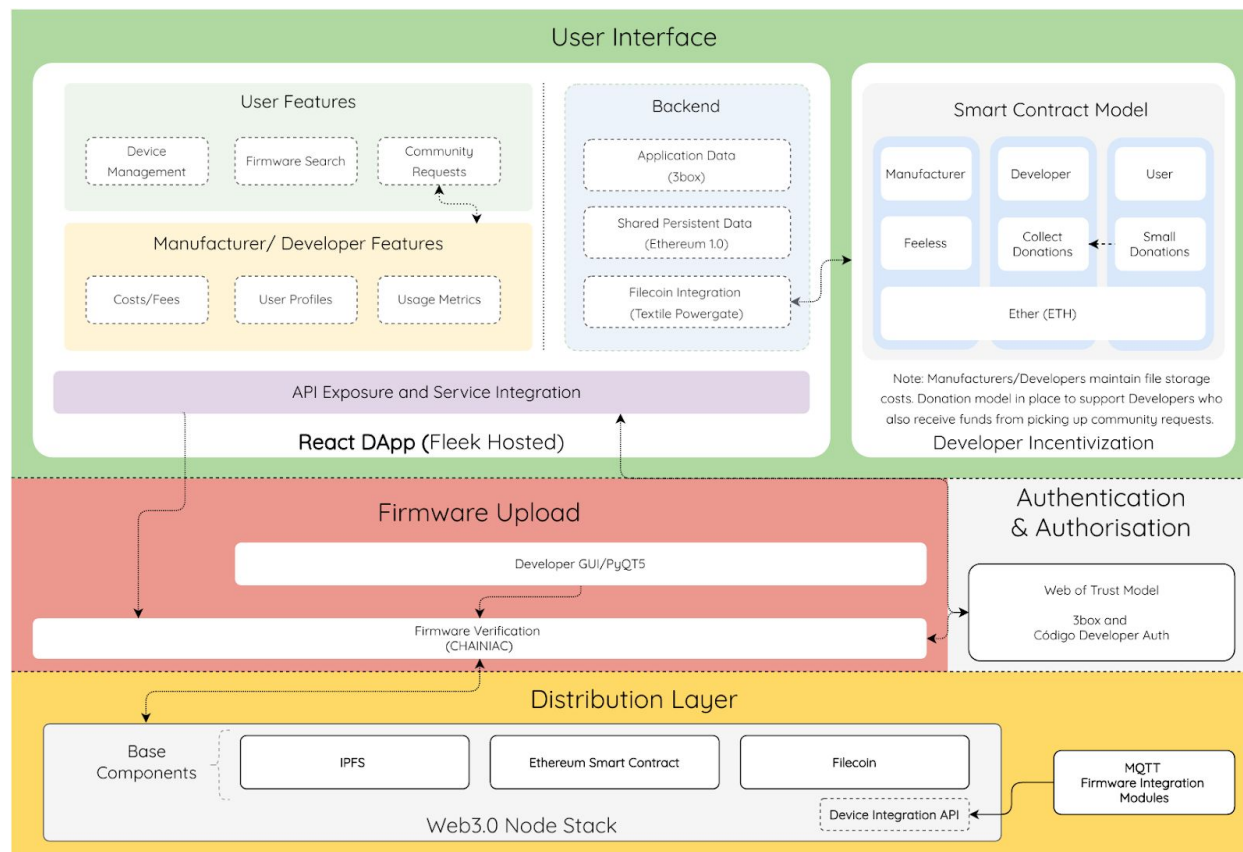 User Interface
User Features
Device
Management
Firmware Search
Community
Requests
Manufacturer/ Developer Features
Costs/Fees
User Profiles
Usage Metrics
Backend
Application Data
(3box)
Shared Persistent Data
(Ethereum 1.0)
Filecoin Integration
(Textile Powergate)
API Exposure and Service Integration
React DApp (Fleek Hosted)
Smart Contract Model
Manufacturer
Developer
User
Feeless
Collect
Donations
Small
Donations
Ether (ETH)
Note: Manufacturers/Developers maintain file storage
costs. Donation model in place to support Developers who
also receive funds from picking up community requests.
Developer Incentivization
Firmware Upload
Developer GUI/PyQT5
Firmware Verification
(CHAINIAC)
Authentication
& Authorisation
Web of Trust Model
3box and
Código Developer Auth
Distribution Layer
Base
Components
IPFS
Ethereum Smart Contract
Filecoin
Device Integration API
Web3.0 Node Stack
MQTT
Firmware Integration
Modules